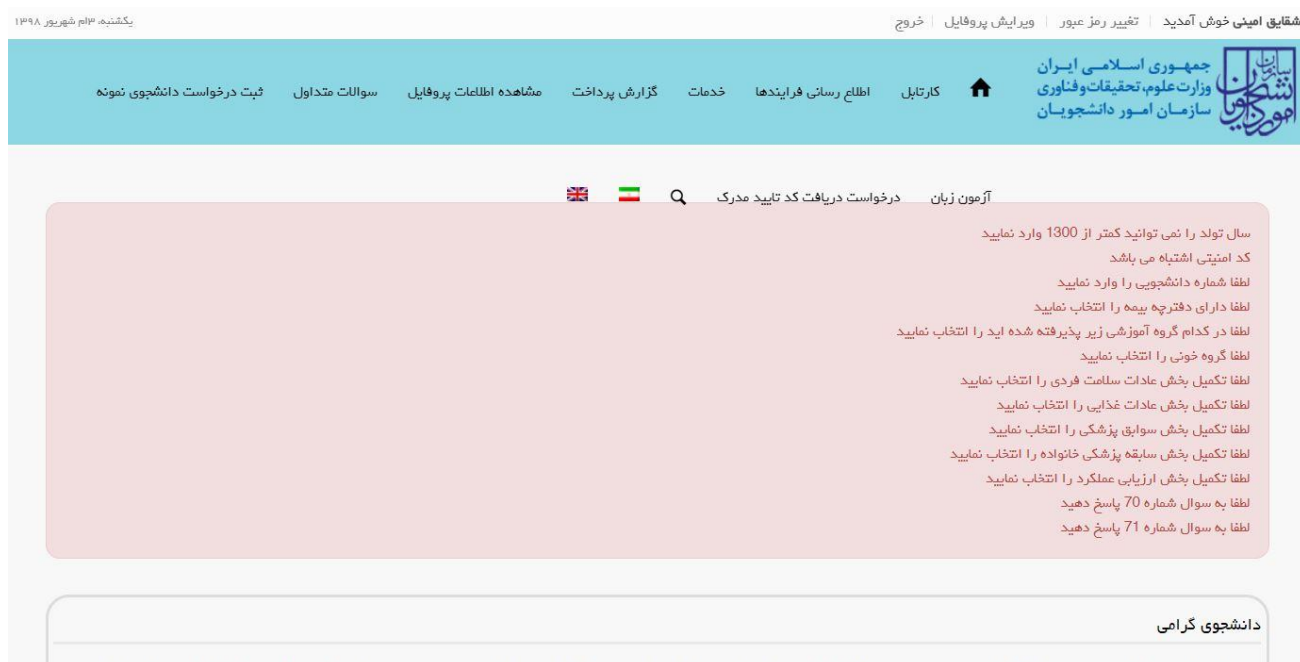 شقایق امینی خوش آمدید | تغییر رمز عبور | ویرایش پروفایل | خروج
یکشنبه، ۳ام شهریور ۱۳۹۸
سازمان امور دانشجویان
جمهوری اسلامی ایران
وزارت علوم، تحقیقات و فناوری
سازمان امور دانشجویان
کارتابل اطلاع رسانی فرایندها خدمات گزارش پرداخت مشاهده اطلاعات پروفایل سوالات متداول ثبت درخواست دانشجوی نمونه
آزمون زبان درخواست دریافت کد تایید مدرک
سال تولد را نمی توانید کمتر از 1300 وارد نمایید
کد امنیتی اشتباه می باشد
لطفا شماره دانشجویی را وارد نمایید
لطفا دارای دفترچه بیمه را انتخاب نمایید
لطفا در کدام گروه آموزشی زیر پذیرفته شده اید را انتخاب نمایید
لطفا گروه خونی را انتخاب نمایید
لطفا تکمیل بخش عادات سلامت فردی را انتخاب نمایید
لطفا تکمیل بخش عادات غذایی را انتخاب نمایید
لطفا تکمیل بخش سوابق پزشکی را انتخاب نمایید
لطفا تکمیل بخش سابقه پزشکی خانواده را انتخاب نمایید
لطفا تکمیل بخش ارزیابی عملکرد را انتخاب نمایید
لطفا به سوال شماره 70 پاسخ دهید
لطفا به سوال شماره 71 پاسخ دهید
دانشجوی گرامی